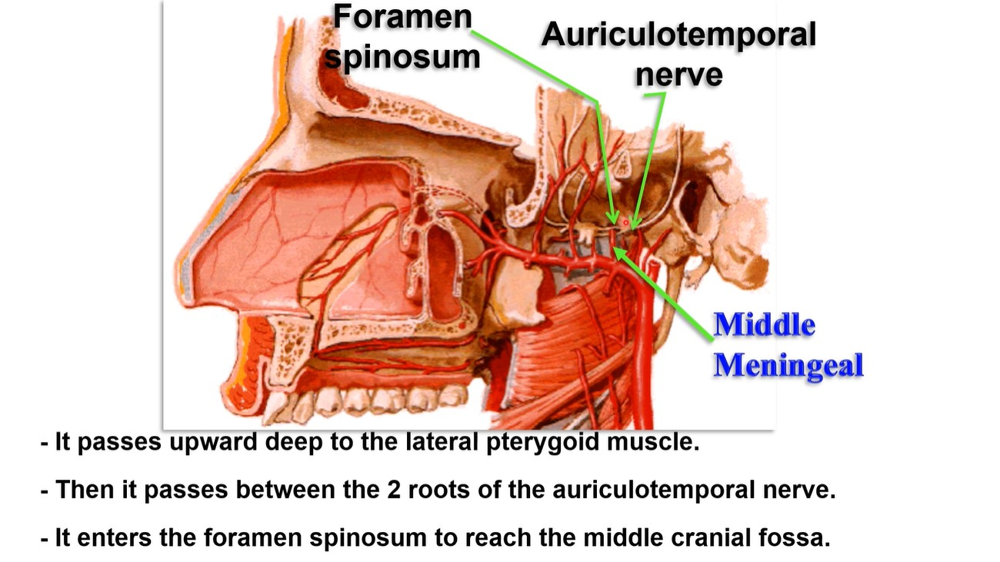 Foramen
spinosum
Auriculotemporal
nerve
Middle
Meningeal
- It passes upward deep to the lateral pterygoid muscle.
- Then it passes between the 2 roots of the auriculotemporal nerve.
- It enters the foramen spinosum to reach the middle cranial fossa.